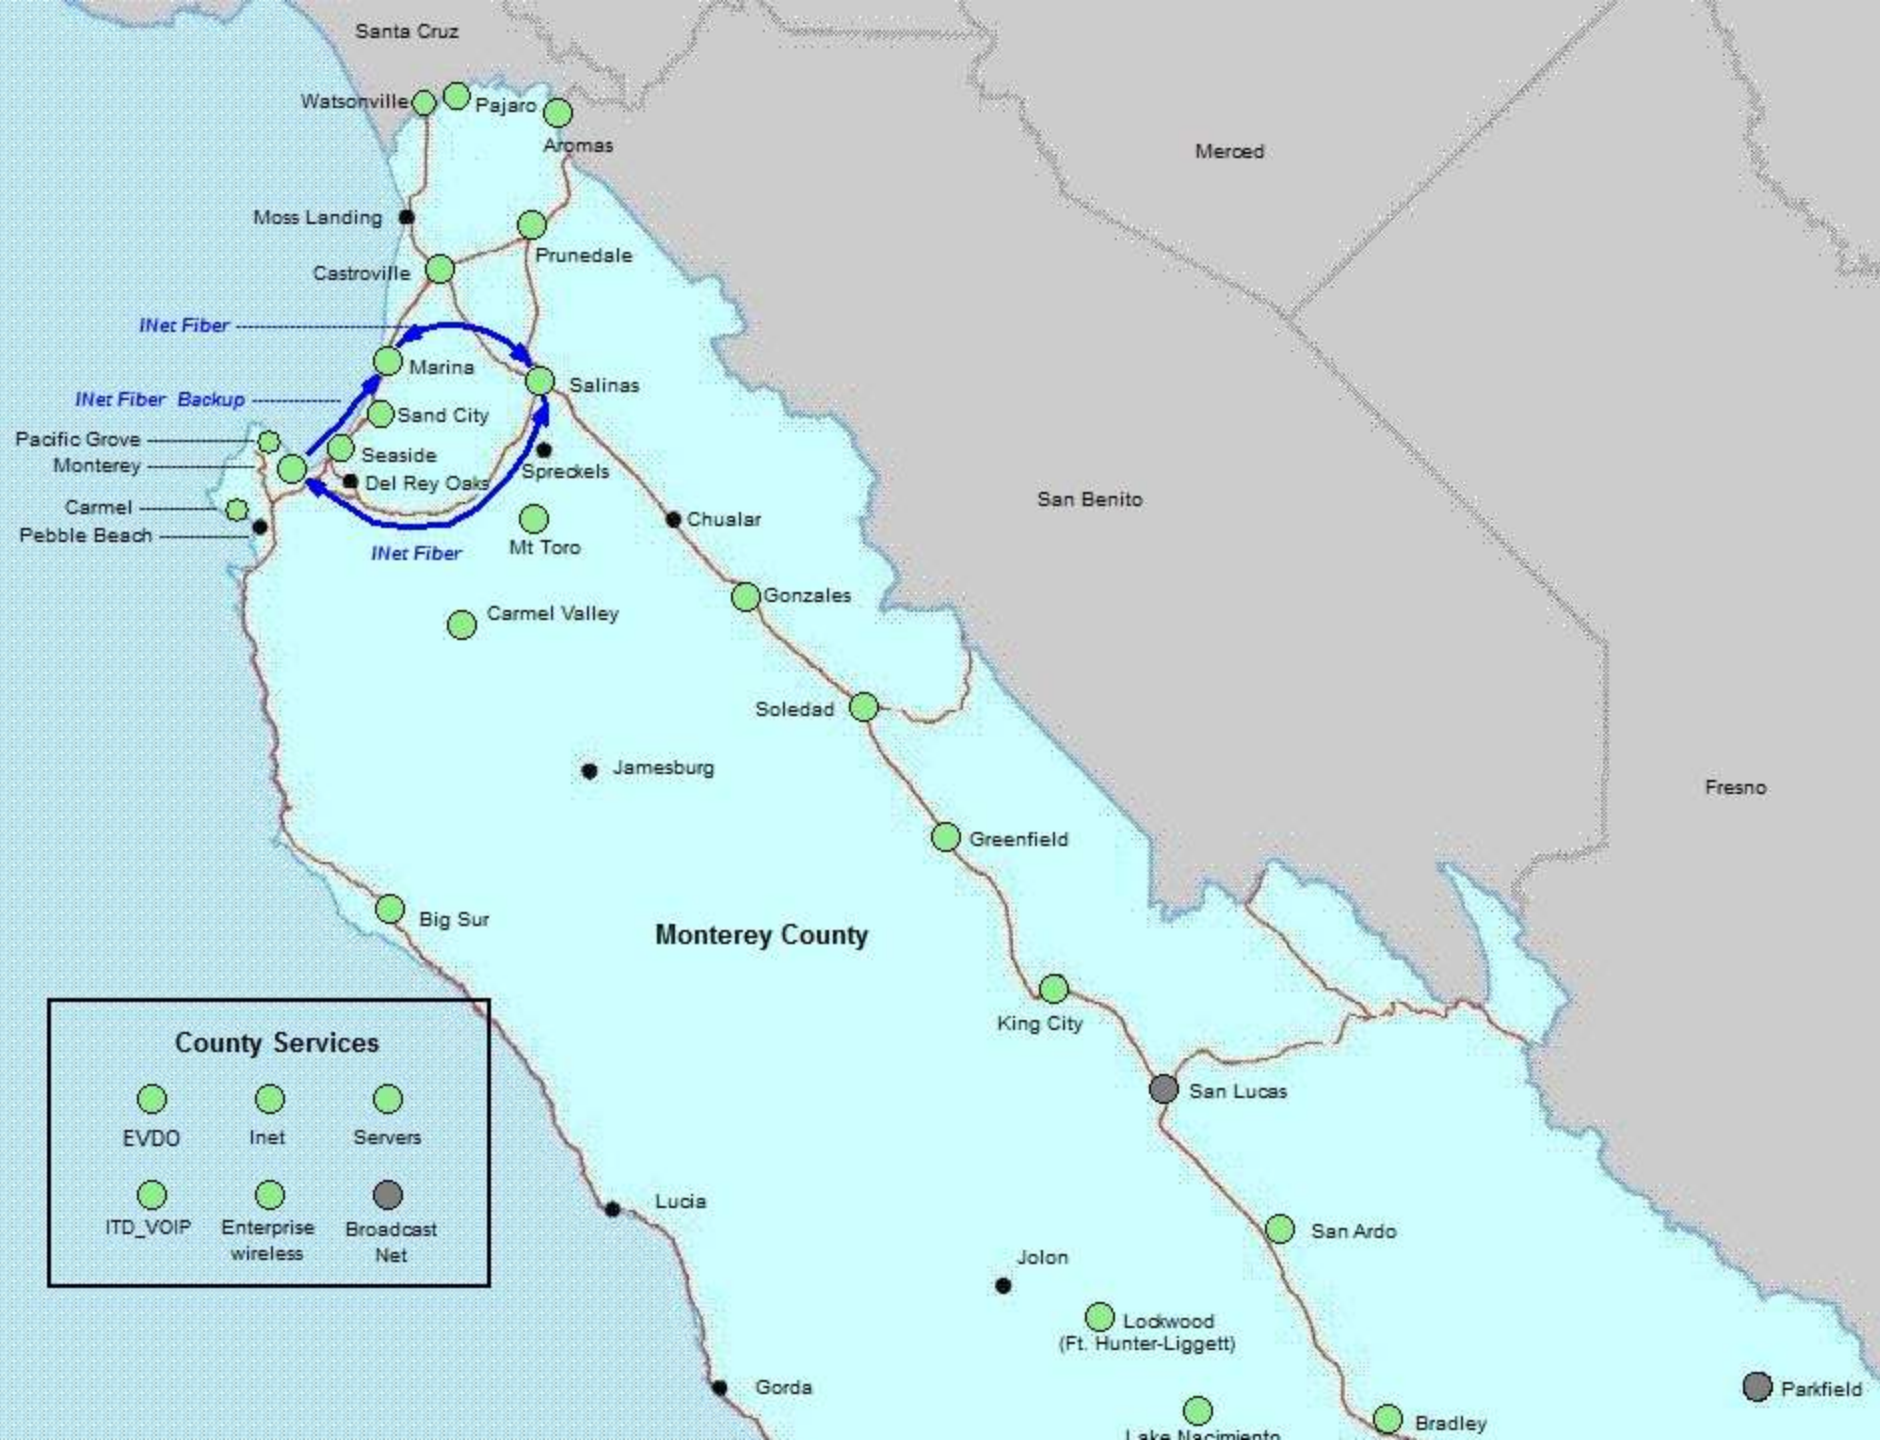 Santa Cruz
Watsonville
Pajaro
Aromas
Merced
Moss Landing
Prunedale
Castroville
INet Fiber
Marina
Salinas
INet Fiber Backup
Sand City
Pacific Grove
Seaside
Monterey
Spreckels
Del Rey Oaks
San Benito
Carmel
Chualar
Pebble Beach
INet Fiber
Mt Toro
Gonzales
Carmel Valley
Soledad
Jamesburg
Fresno
Greenfield
Big Sur
Monterey County
King City
County Services
San Lucas
EVDO
Inet
Servers
Lucia
ITD_VOIP
Enterprise
wireless
Broadcast
Net
San Ardo
Jolon
Lockwood
(Ft. Hunter-Liggett)
Gorda
Parkfield
Bradley
Lake Nacimiento